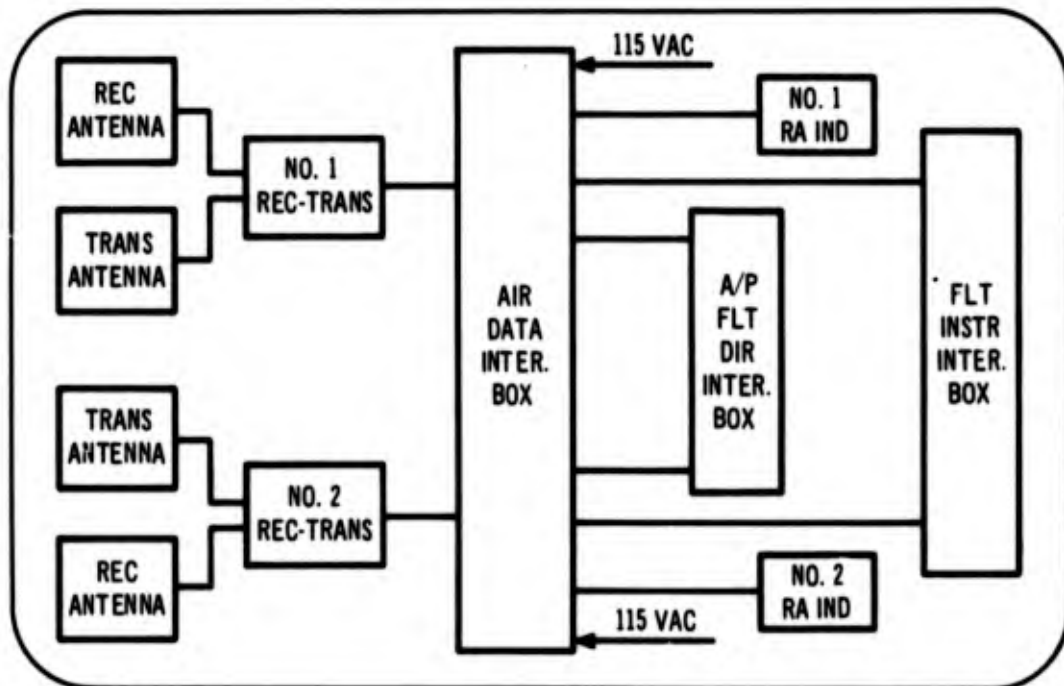 REC
ANTENNA
TRANS
ANTENNA
TRANS
ANTENNA
REC
ANTENNA
NO. 1
REC-TRANS
NO. 2
REC-TRANS
AIR
DATA
INTER.
BOX
115 VAC
NO. 1
RA IND
A/P
FLT
DIR
INTER.
BOX
FLT
INSTR
INTER.
BOX
NO. 2
RA IND
115 VAC